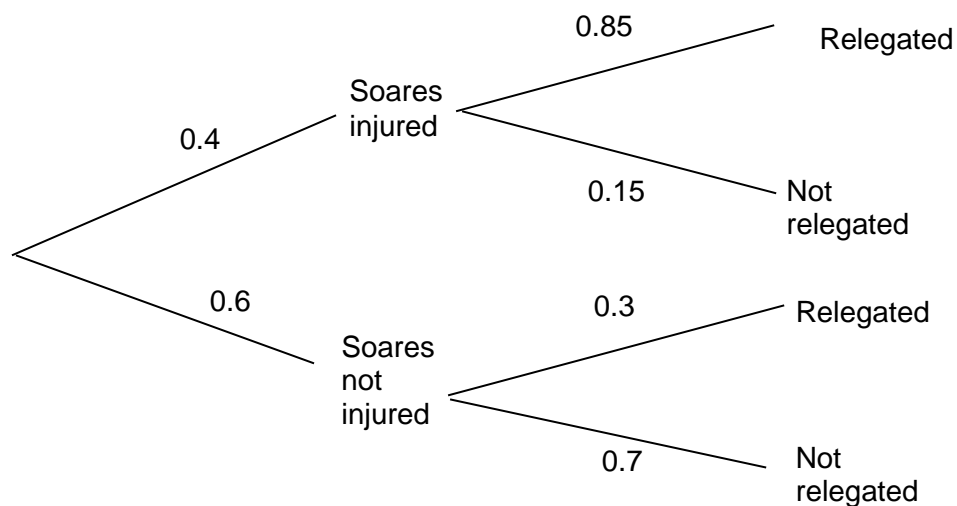 0.85
Relegated
Soares
injured
0.4
0.15
Not
relegated
0.6
0.3
Relegated
Soares
not
injured
0.7
Not
relegated